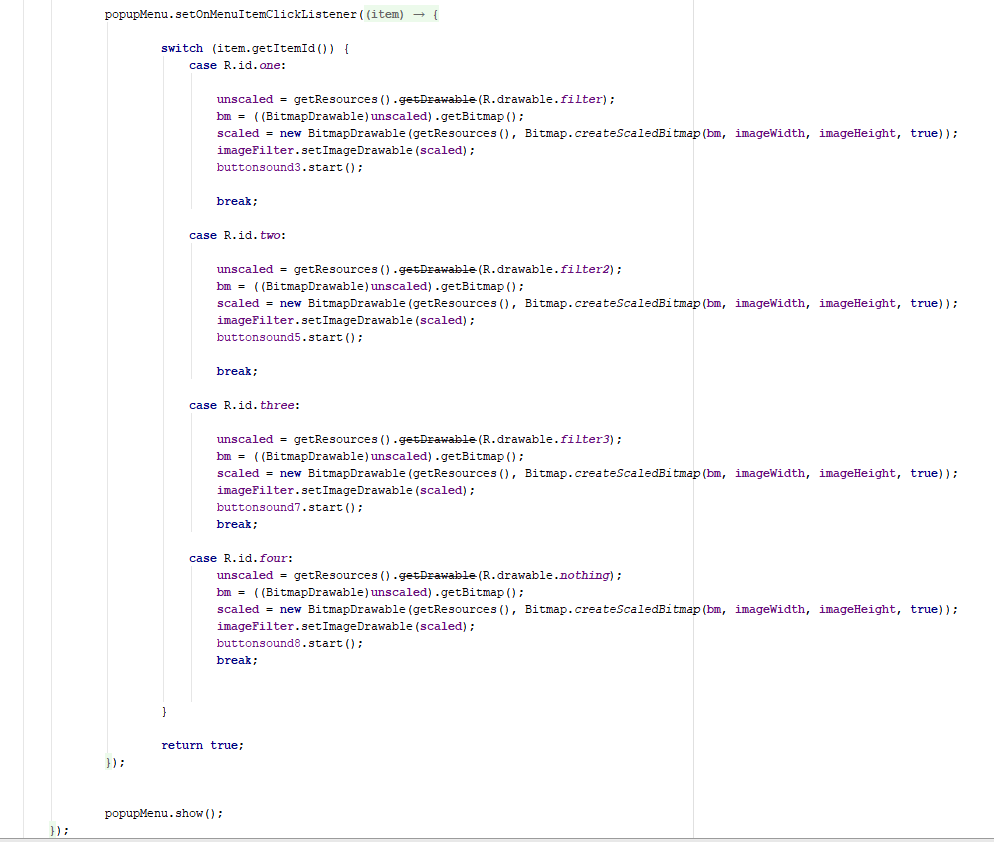 popupMenu.setOnMenuItemClickListener((item) → {
switch (item.getItemId()) {
case R.id.one:
unscaled = getResources().getDrawable(R.drawable.filter);
bm = ((BitmapDrawable)unscaled).getBitmap();
scaled = new BitmapDrawable(getResources(), Bitmap.createScaledBitmap(bm, imageWidth, imageHeight, true));
imageFilter.setImageDrawable(scaled);
buttonsound3.start();
break;
case R.id.two:
unscaled = getResources().getDrawable(R.drawable.filter2);
bm = ((BitmapDrawable)unscaled).getBitmap();
scaled = new BitmapDrawable(getResources(), Bitmap.createScaledBitmap(bm, imageWidth, imageHeight, true));
imageFilter.setImageDrawable(scaled);
buttonsound5.start();
break;
case R.id.three:
unscaled = getResources().getDrawable(R.drawable.filter3);
bm = ((BitmapDrawable)unscaled).getBitmap();
scaled = new BitmapDrawable(getResources(), Bitmap.createScaledBitmap(bm, imageWidth, imageHeight, true));
imageFilter.setImageDrawable(scaled);
buttonsound7.start();
break;
case R.id.four:
unscaled = getResources().getDrawable(R.drawable.nothing);
bm = ((BitmapDrawable)unscaled).getBitmap();
scaled = new BitmapDrawable(getResources(), Bitmap.createScaledBitmap(bm, imageWidth, imageHeight, true));
imageFilter.setImageDrawable(scaled);
buttonsound8.start();
break;
}
return true;
});
popupMenu.show();
});